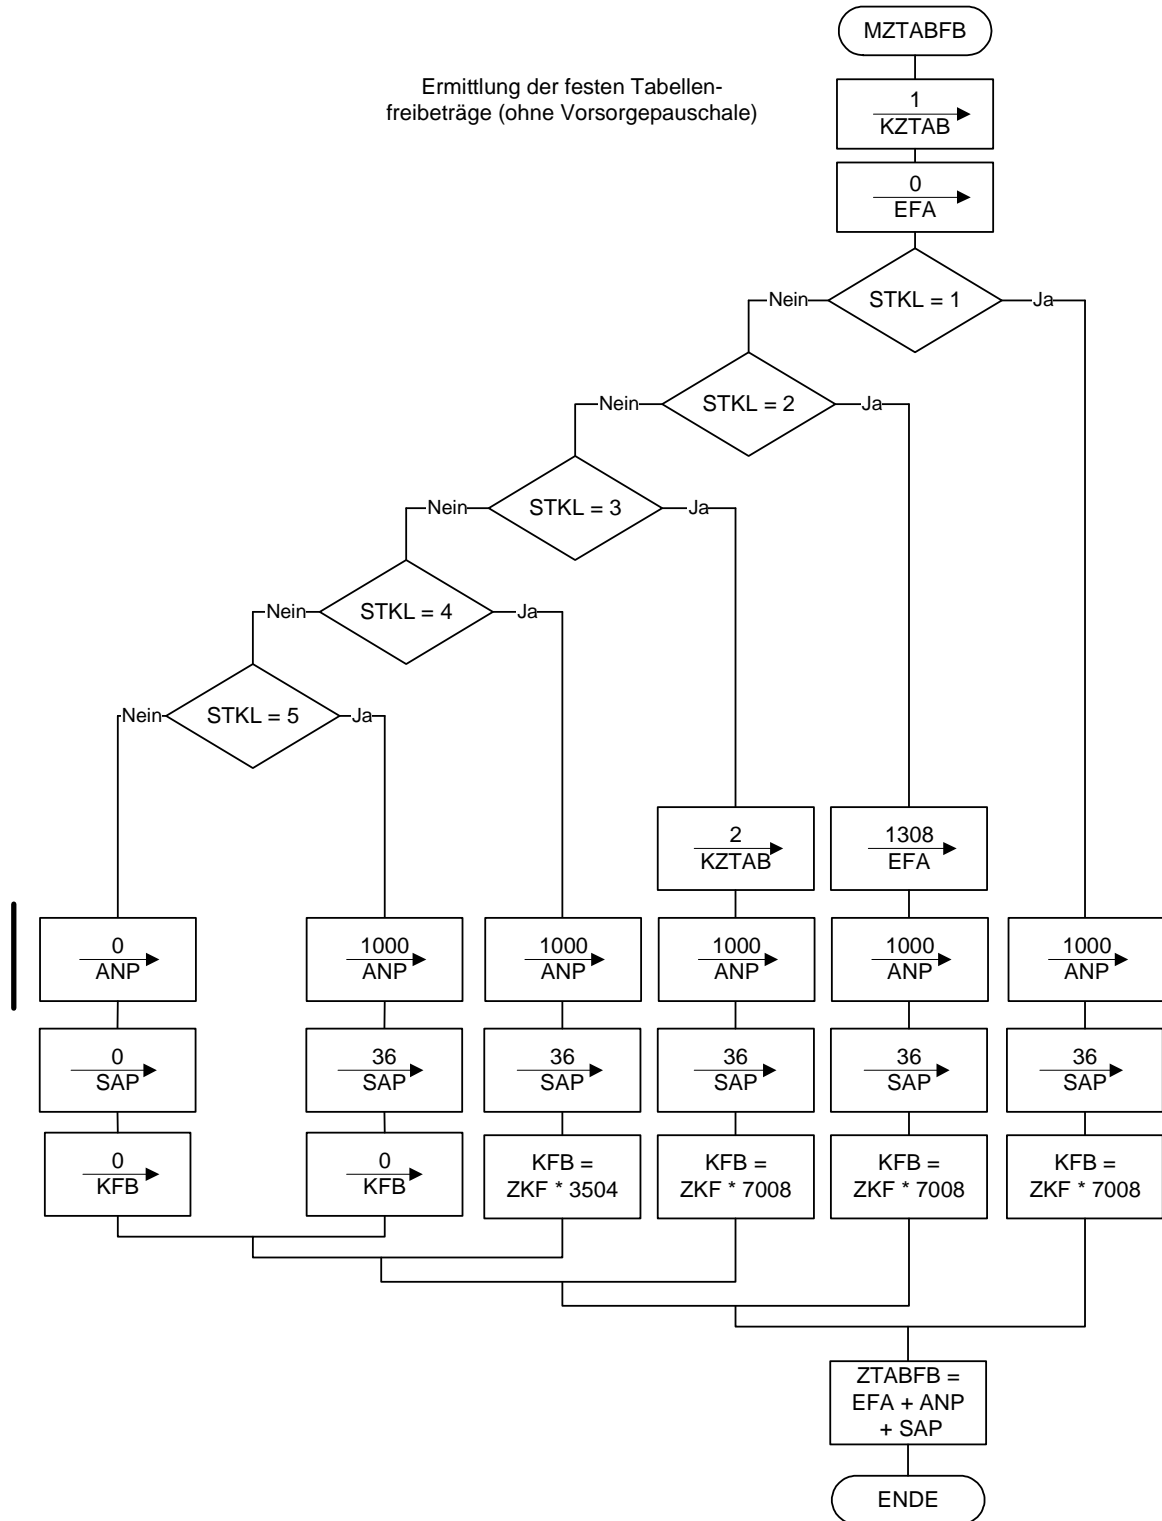 MZTABFB
Ermittlung der festen Tabellen-
freibeträge (ohne Vorsorgepauschale)
1
KZTAB
0
EFA
Nein
STKL = 1
Ja
Nein
STKL = 2
Ja
Nein
STKL = 3
Ja
Nein
STKL = 4
Ja
Nein
STKL = 5
Ja
2
KZTAB
1308
EFA
0
ANP
1000
ANP
1000
ANP
1000
ANP
1000
ANP
1000
ANP
0
SAP
36
SAP
36
SAP
36
SAP
36
SAP
36
SAP
0
KFB
0
KFB
KFB =
ZKF * 3504
KFB =
ZKF * 7008
KFB =
ZKF * 7008
KFB =
ZKF * 7008
ZTABFB =
EFA + ANP
+ SAP
ENDE